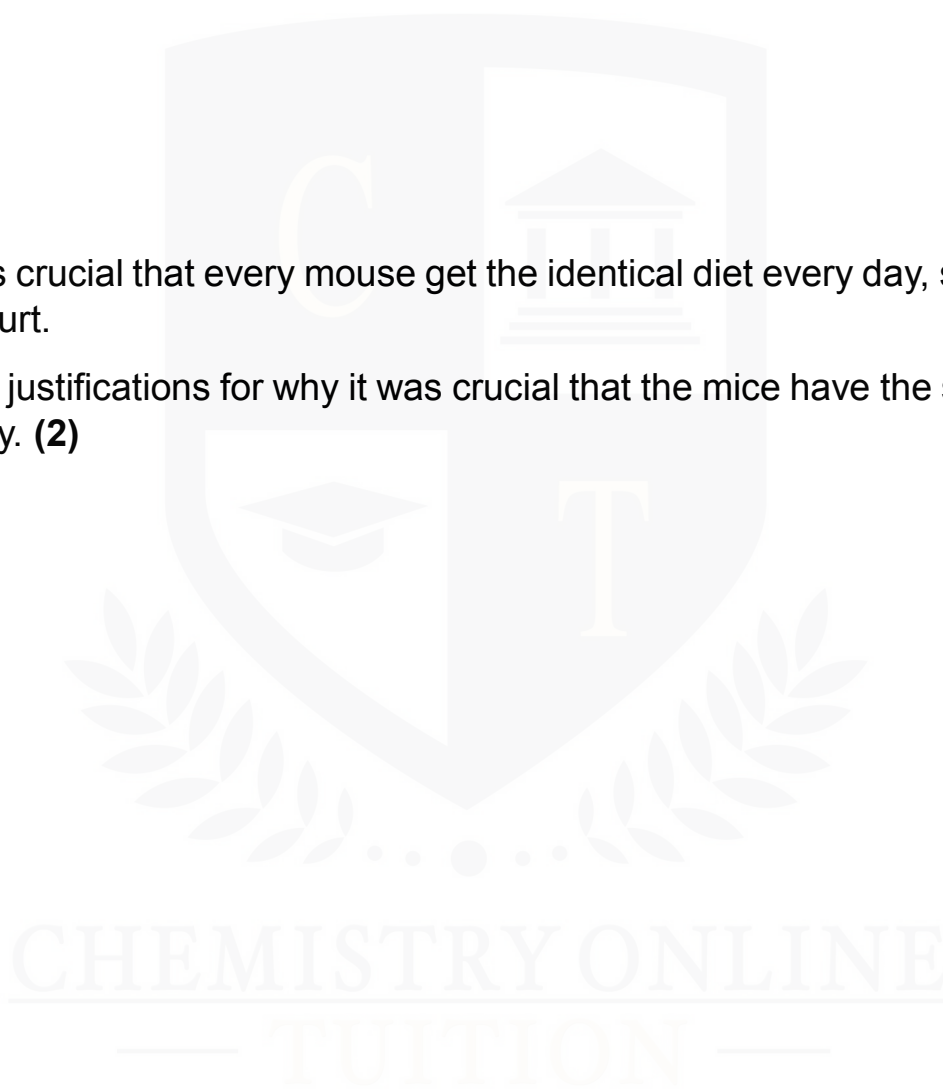 s crucial that every mouse get the identical diet every day, s
urt.
justifications for why it was crucial that the mice have the s
y. (2)
C
T
CHEMISTRY ONLINE
TUITION